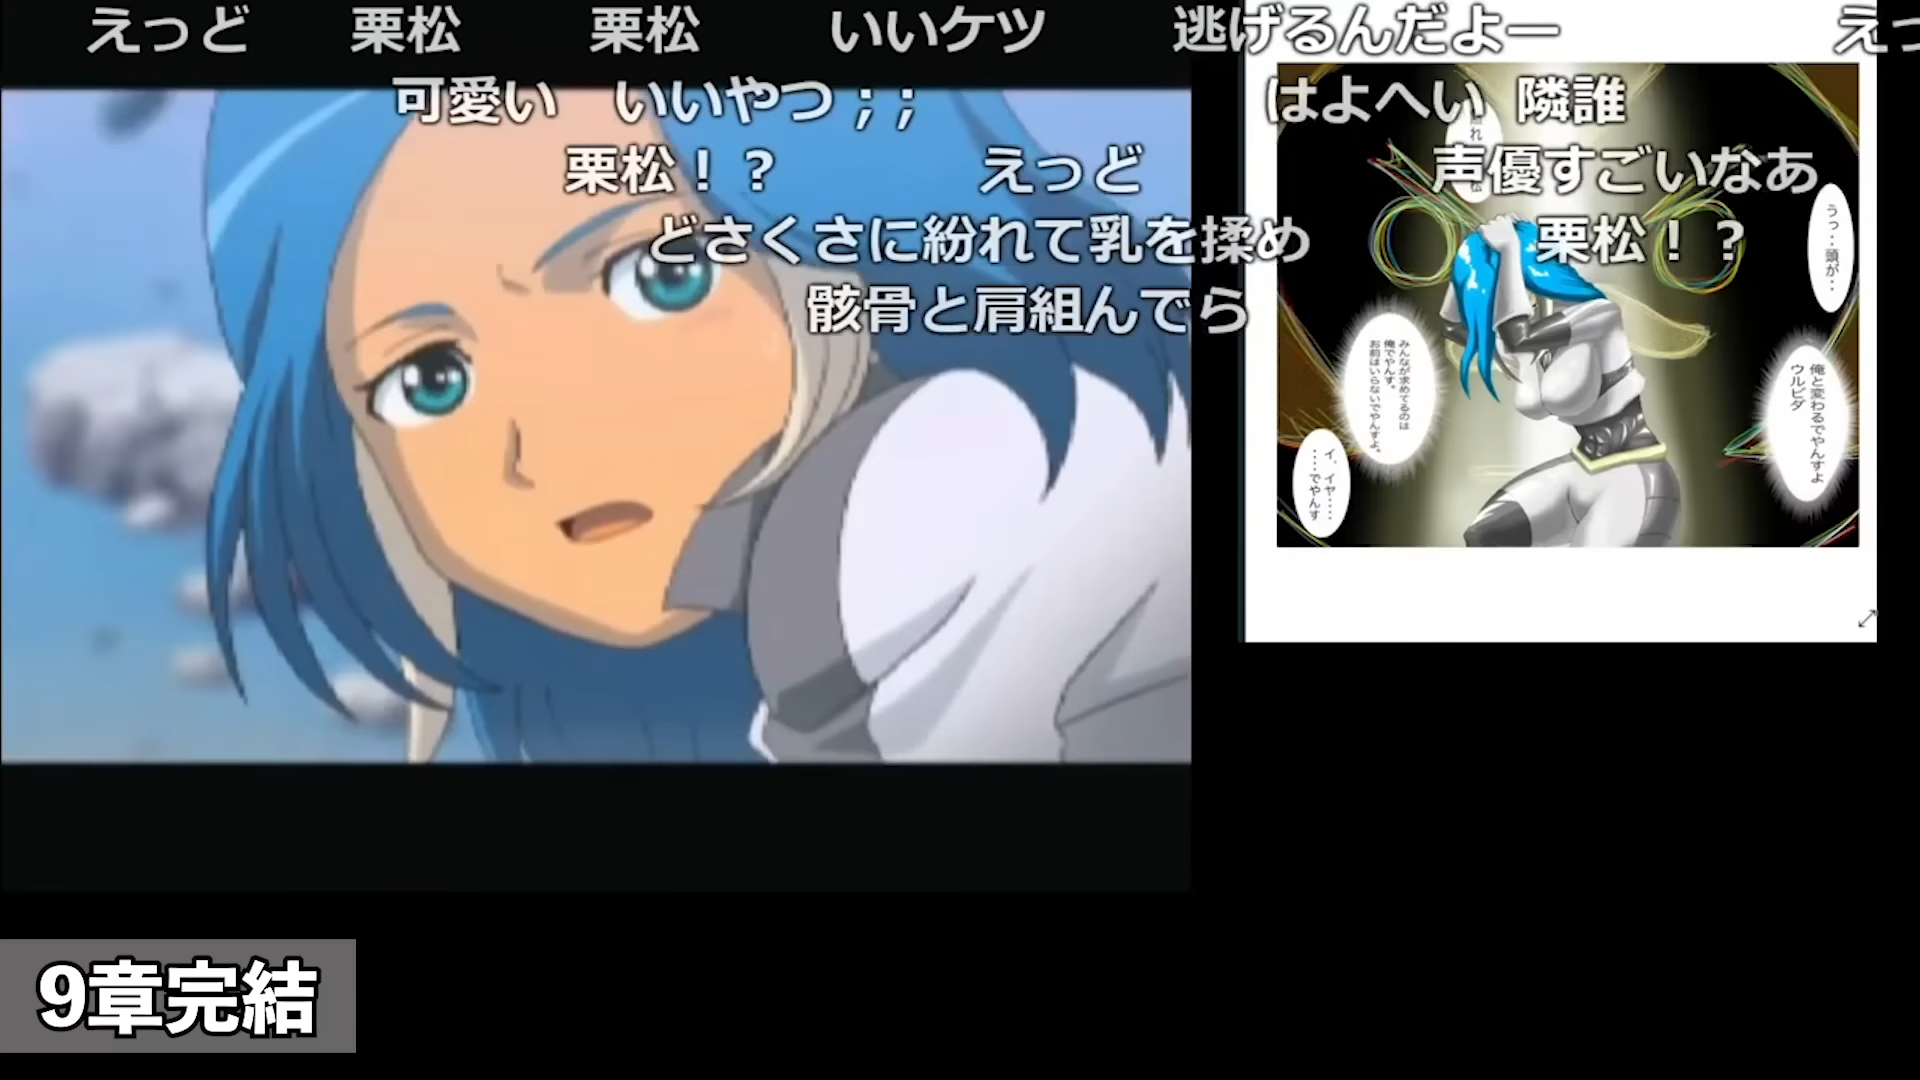 えっど　栗松　栗松　いいケツ　逃げるんだよー　えっ
可愛い　いいやつ；；　はよへい　隣誰
栗松！？　えっど　声優すごいなあ
どさくさに紛れて乳を揉め　栗松！？
骸骨と肩組んでら
うっ‥頭が‥
俺と変わるでやんすよ
ウルビダ
みんなが求めてるのは
俺でやんす。
お前はいらないでやんすよ。
イ、イヤ‥‥
‥‥でやんす
9章完結